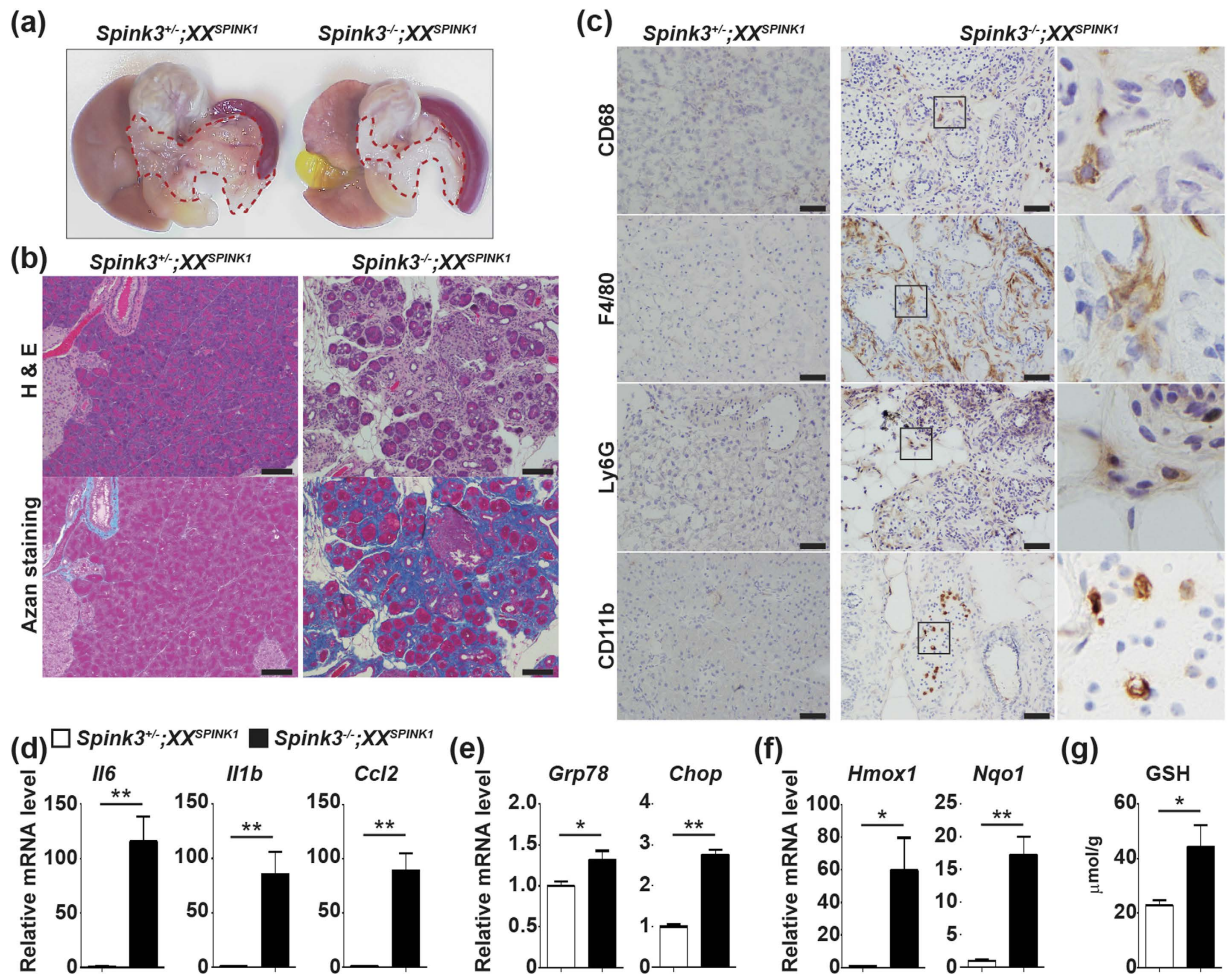 (a)
Spink3+/-;XXSPINK1 Spink3-/-;XXSPINK1
(b)
Spink3+/-;XXSPINK1 Spink3-/-;XXSPINK1
H & E
Azan staining
(c)
Spink3+/-;XXSPINK1 Spink3-/-;XXSPINK1
CD68
F4/80
Ly6G
CD11b
Spink3+/-;XXSPINK1 Spink3-/-;XXSPINK1
(d)
Relative mRNA level
Il6
150
100
50
0
**
Il1b
150
100
50
0
**
Ccl2
150
100
50
0
**
(e)
Relative mRNA level
Grp78
2.0
1.5
1.0
0.5
0
*
Chop
4
3
2
1
0
**
(f)
Relative mRNA level
Hmox1
80
60
40
20
0
*
Nqo1
25
20
15
10
5
0
**
(g)
GSH
μmol/g
60
40
20
0
*